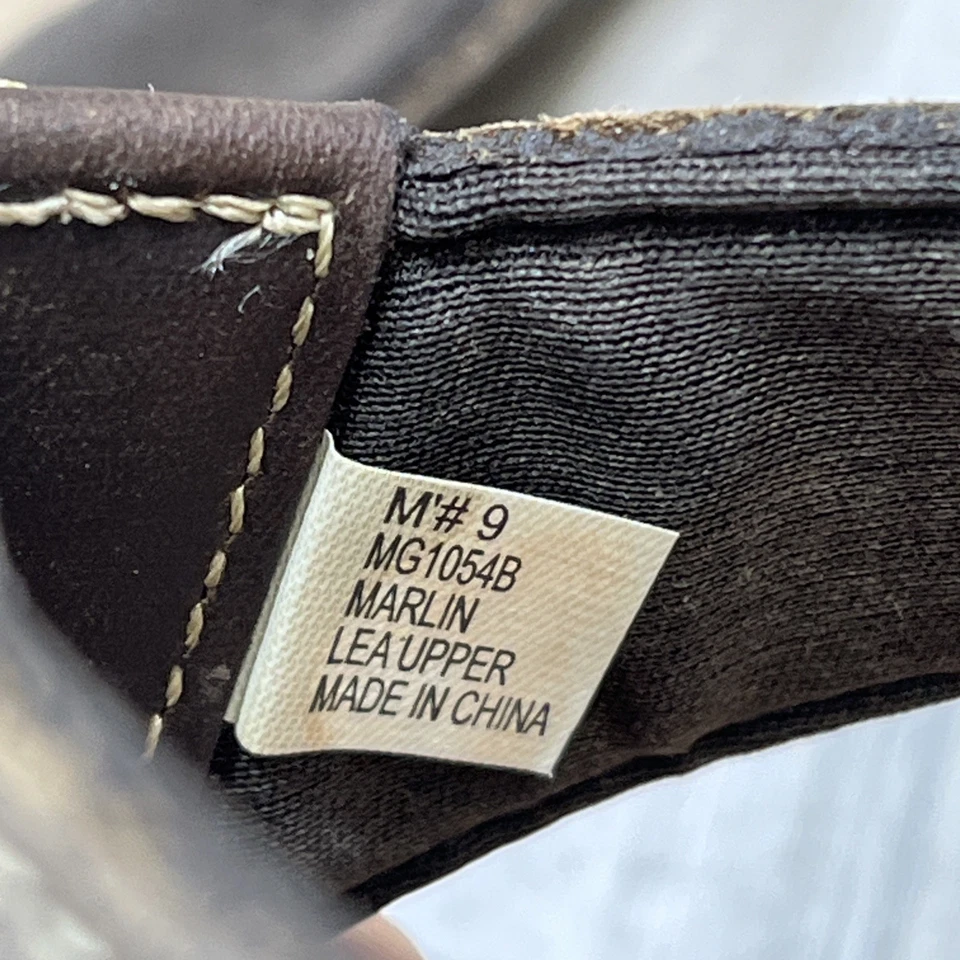 M'# 9
MG1054B
MARLIN
LEA'UPPER
MADE IN CHINA